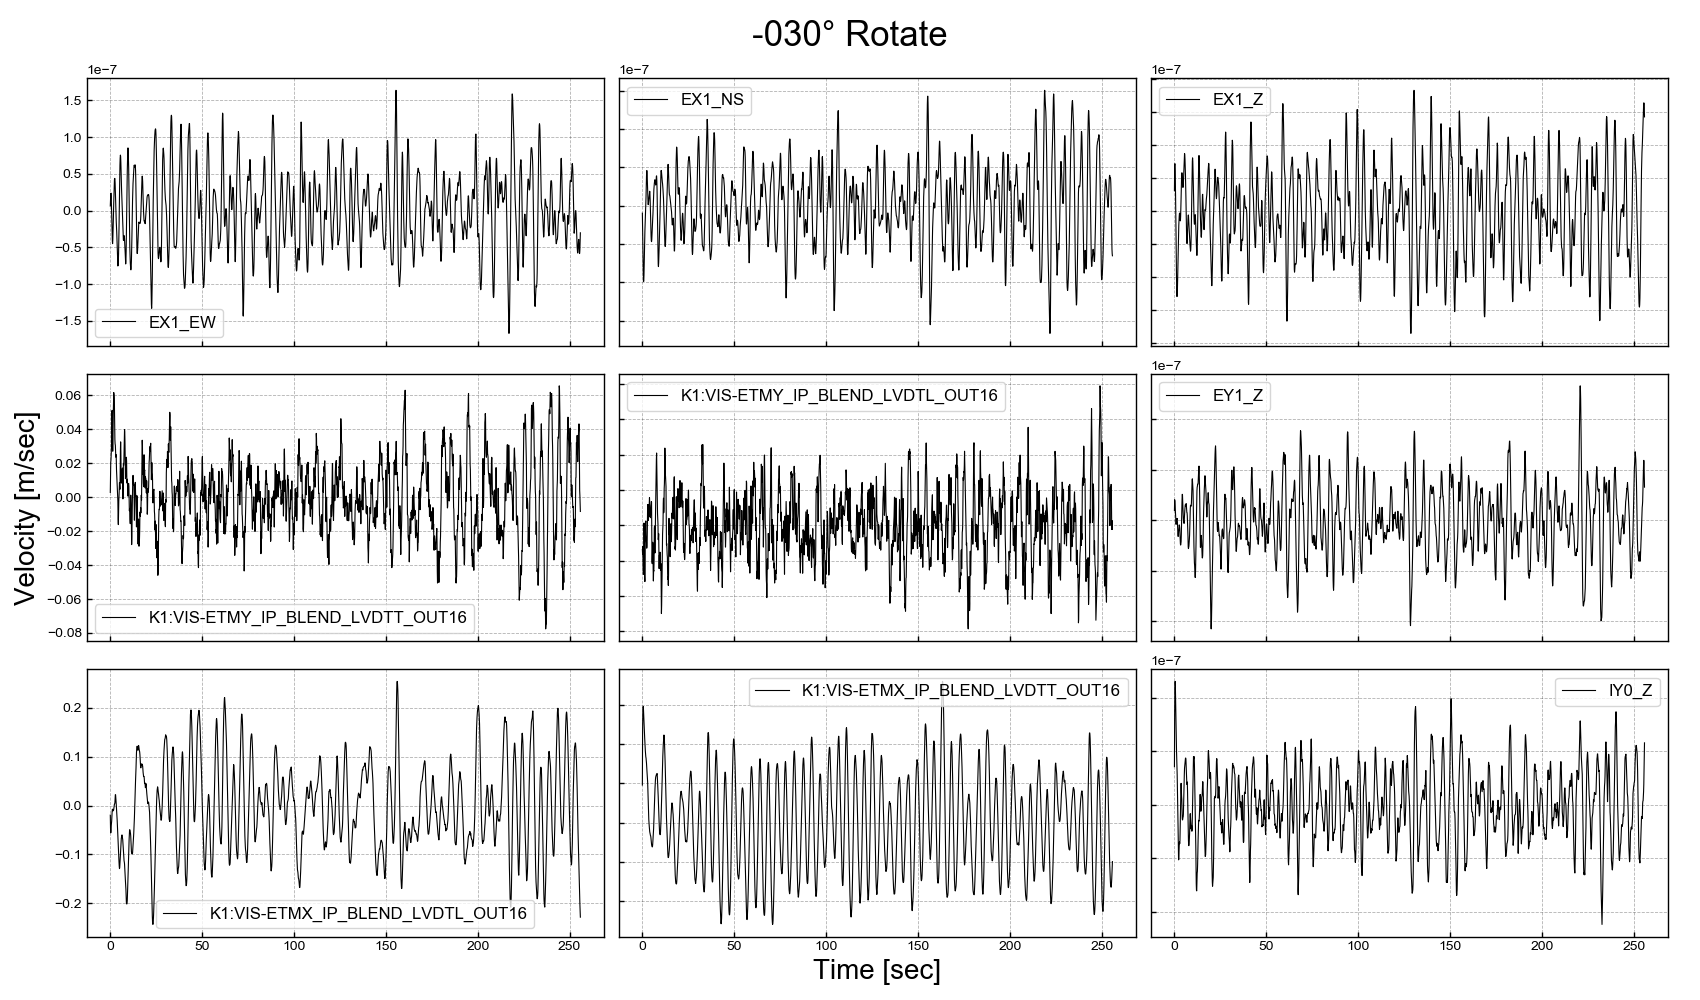 -030° Rotate
1e−7
1e−7
1e−7
1.5
1.0
0.5
0.0
−0.5
−1.0
−1.5
EX1_EW
EX1_NS
EX1_Z
Velocity [m/sec]
1e−7
0.06
0.04
0.02
0.00
−0.02
−0.04
−0.06
−0.08
K1:VIS-ETMY_IP_BLEND_LVDTT_OUT16
K1:VIS-ETMY_IP_BLEND_LVDTL_OUT16
EY1_Z
1e−7
0.2
0.1
0.0
−0.1
−0.2
K1:VIS-ETMX_IP_BLEND_LVDTL_OUT16
K1:VIS-ETMX_IP_BLEND_LVDTT_OUT16
IY0_Z
0 50 100 150 200 250
0 50 100 150 200 250
0 50 100 150 200 250
Time [sec]